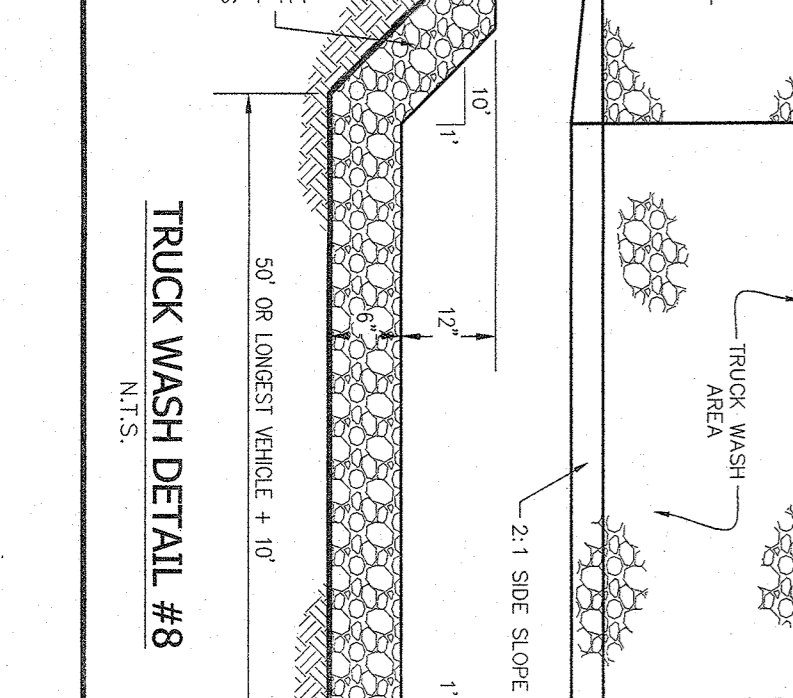 TRUCK WASH
AREA
2:1 SIDE SLOPE
10'
1'
12"
6"
1'
50' OR LONGEST VEHICLE + 10'
TRUCK WASH DETAIL #8
N.T.S.